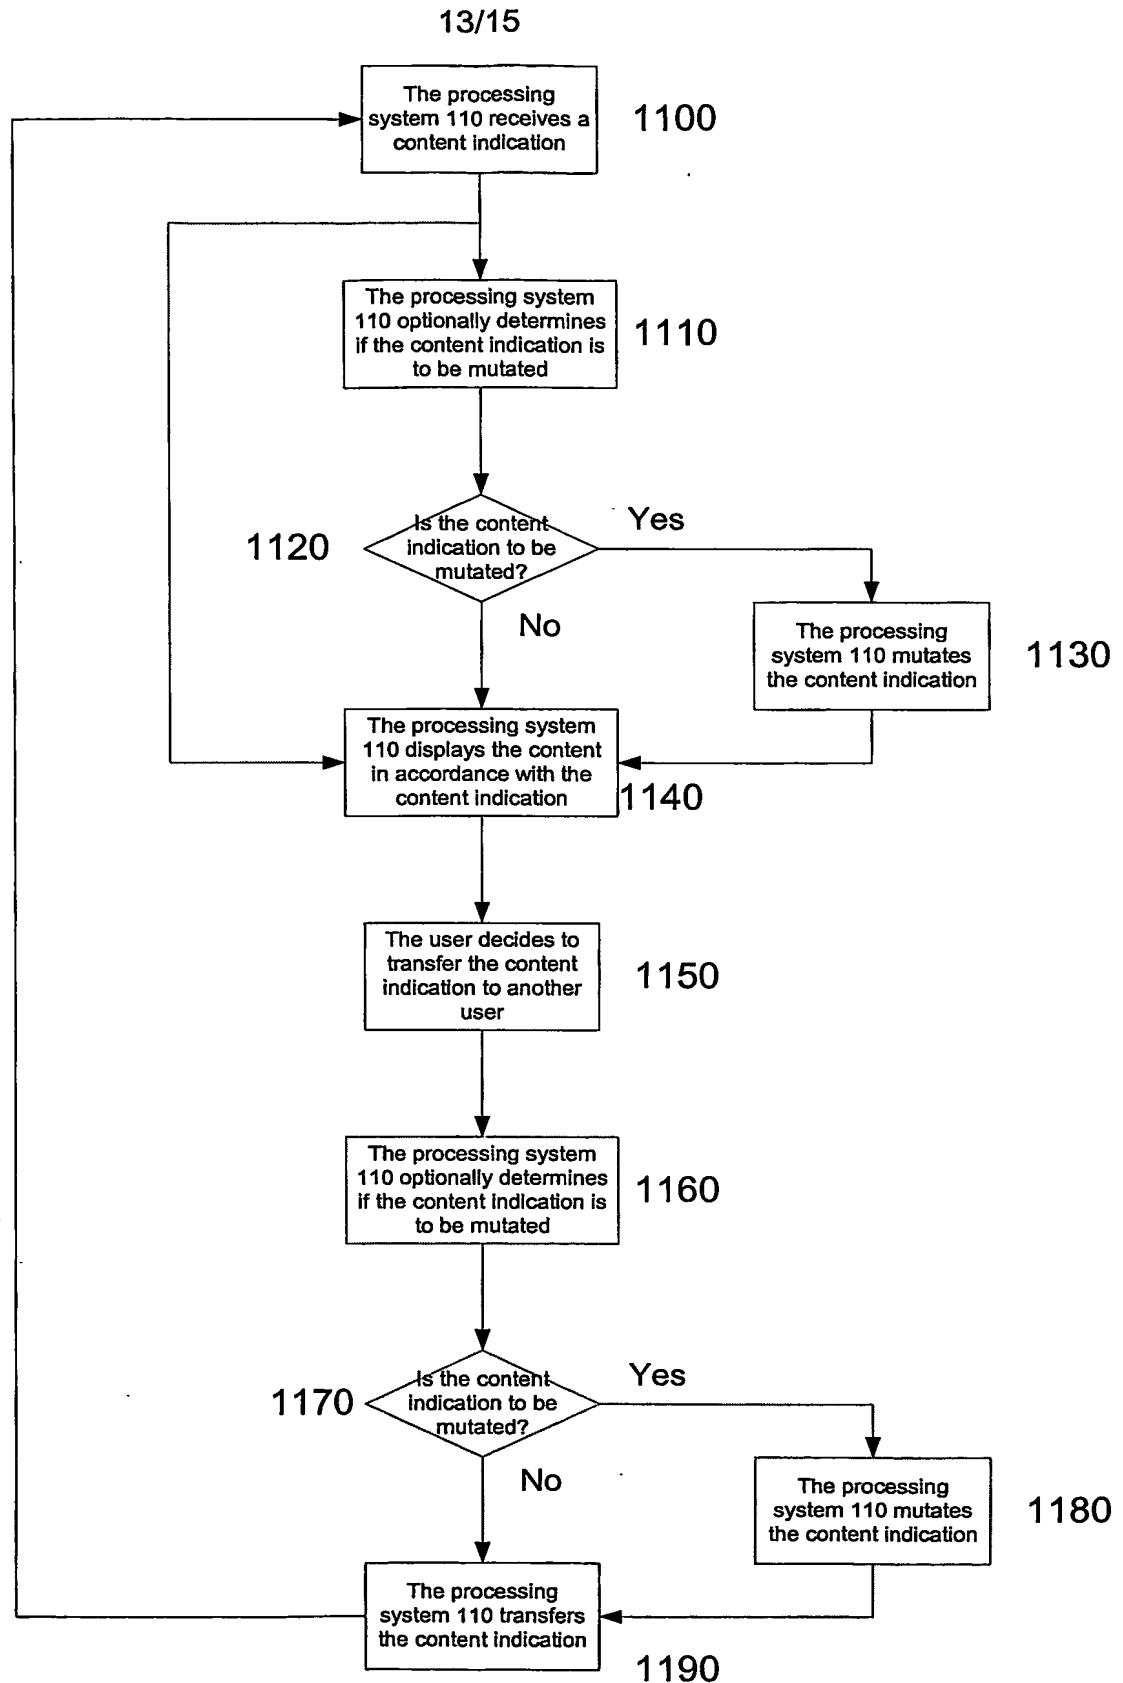 13/15
The processing
system 110 receives a
content indication
1100
The processing system
110 optionally determines
if the content indication is
to be mutated
1110
1120
Is the content
indication to be
mutated?
Yes
No
The processing
system 110 mutates
the content indication
1130
The processing system
110 displays the content
in accordance with the
content indication
1140
The user decides to
transfer the content
indication to another
user
1150
The processing system
110 optionally determines
if the content indication is
to be mutated
1160
1170
Is the content
indication to be
mutated?
Yes
No
The processing
system 110 mutates
the content indication
1180
The processing
system 110 transfers
the content indication
1190